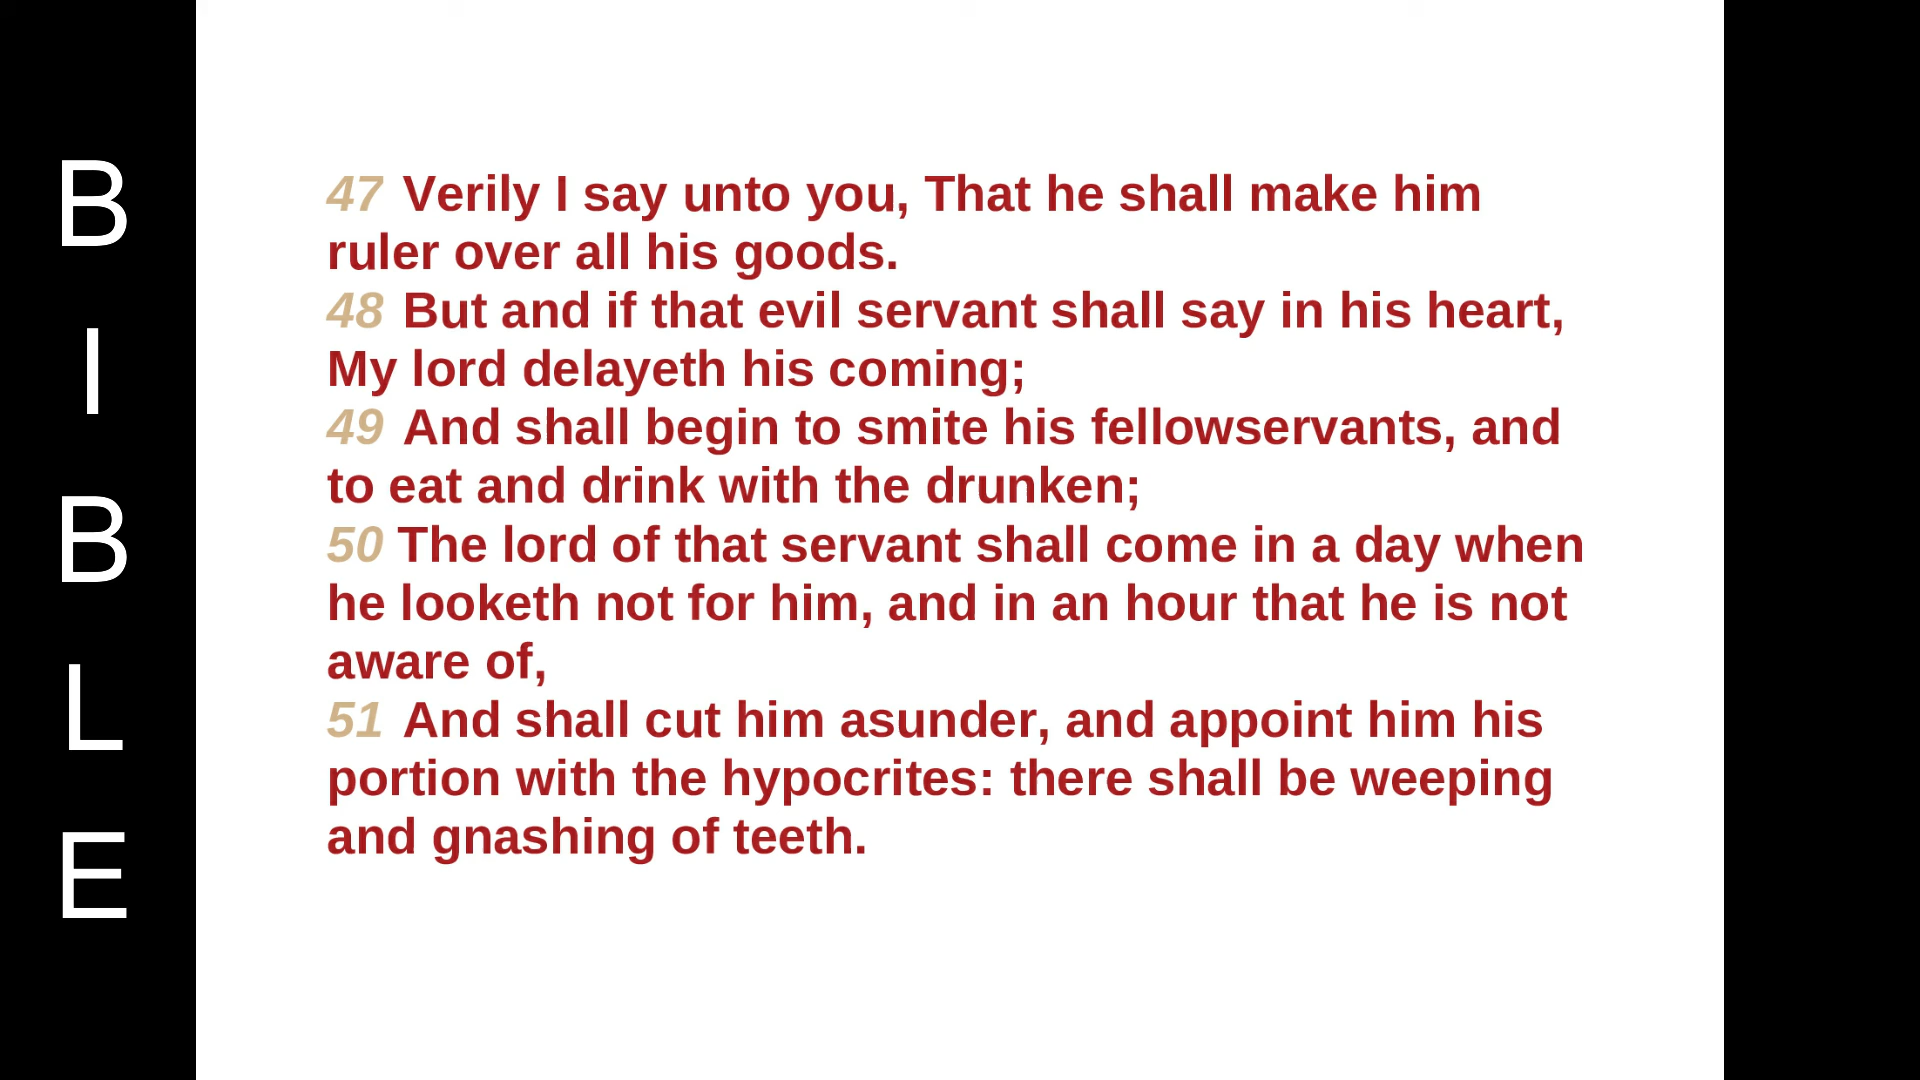 B
I
B
L
E
47 Verily I say unto you, That he shall make him
ruler over all his goods.
48 But and if that evil servant shall say in his heart,
My lord delayeth his coming;
49 And shall begin to smite his fellowservants, and
to eat and drink with the drunken;
50 The lord of that servant shall come in a day when
he looketh not for him, and in an hour that he is not
aware of,
51 And shall cut him asunder, and appoint him his
portion with the hypocrites: there shall be weeping
and gnashing of teeth.